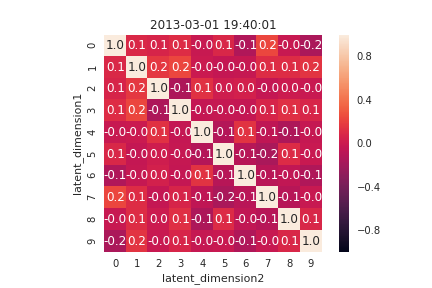 2013-03-01 19:40:01
latent_dimension1
0 1.0 0.1 0.1 0.1 -0.0 0.1 -0.1 0.2 -0.0 -0.2
1 0.1 1.0 0.2 0.2 -0.0 -0.0 -0.0 0.1 0.1 0.2
2 0.1 0.2 1.0 -0.1 0.1 0.0 0.0 -0.0 0.0 -0.0
3 0.1 0.2 -0.1 1.0 -0.0 -0.0 -0.0 0.1 0.1 0.1
4 -0.0 -0.0 0.1 -0.0 1.0 -0.1 0.1 -0.1 -0.1 -0.0
5 0.1 -0.0 0.0 -0.0 -0.1 1.0 -0.1 -0.2 0.1 -0.0
6 -0.1 -0.0 0.0 -0.0 0.1 -0.1 1.0 -0.1 -0.0 -0.1
7 0.2 0.1 -0.0 0.1 -0.1 -0.2 -0.1 1.0 -0.1 -0.0
8 -0.0 0.1 0.0 0.1 -0.1 0.1 -0.0 -0.1 1.0 0.1
9 -0.2 0.2 -0.0 0.1 -0.0 -0.0 -0.1 -0.0 0.1 1.0
0 1 2 3 4 5 6 7 8 9
latent_dimension2
0.8
0.4
0.0
−0.4
−0.8